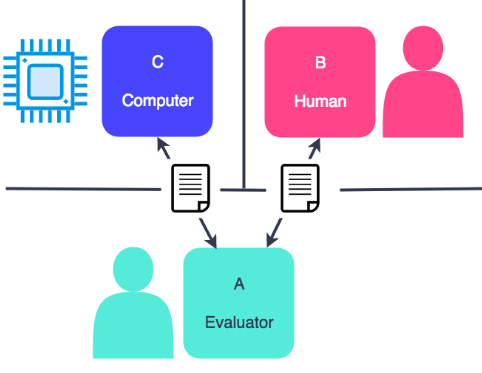 C
Computer
B
Human
A
Evaluator